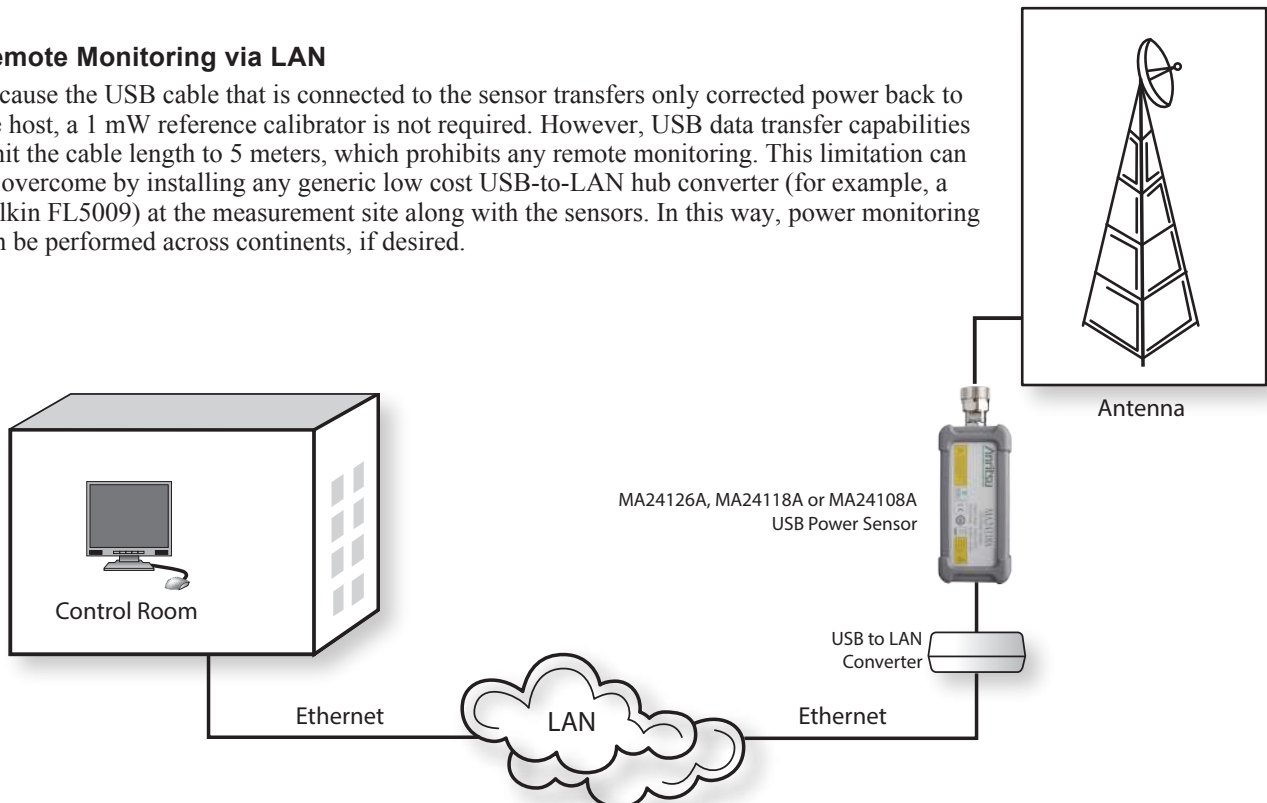 emote Monitoring via LAN
cause the USB cable that is connected to the sensor transfers only corrected power back to
e host, a 1 mW reference calibrator is not required. However, USB data transfer capabilities
nit the cable length to 5 meters, which prohibits any remote monitoring. This limitation can
overcome by installing any generic low cost USB-to-LAN hub converter (for example, a
lkin FL5009) at the measurement site along with the sensors. In this way, power monitoring
n be performed across continents, if desired.
Antenna
MA24126A, MA24118A or MA24108A
USB Power Sensor
Anritsu
Control Room
USB to LAN
Converter
Ethernet
LAN
Ethernet